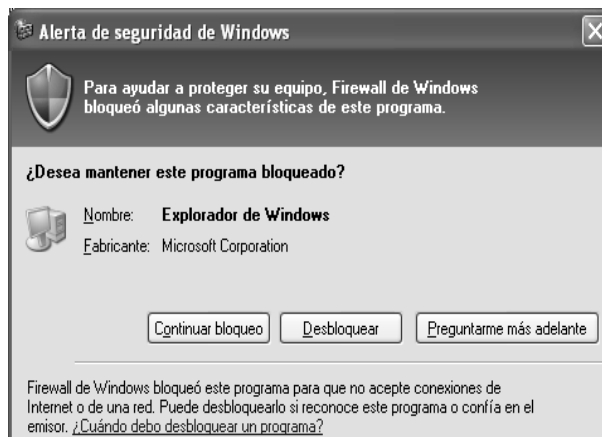 Alerta de seguridad de Windows
Para ayudar a proteger su equipo, Firewall de Windows
bloqueó algunas características de este programa.
¿Desea mantener este programa bloqueado?
Nombre: Explorador de Windows
Fabricante: Microsoft Corporation
Continuar bloqueo Desbloquear Preguntarme más adelante
Firewall de Windows bloqueó este programa para que no acepte conexiones de
Internet o de una red. Puede desbloquearlo si reconoce este programa o confía en el
emisor. ¿Cuándo debo desbloquear un programa?